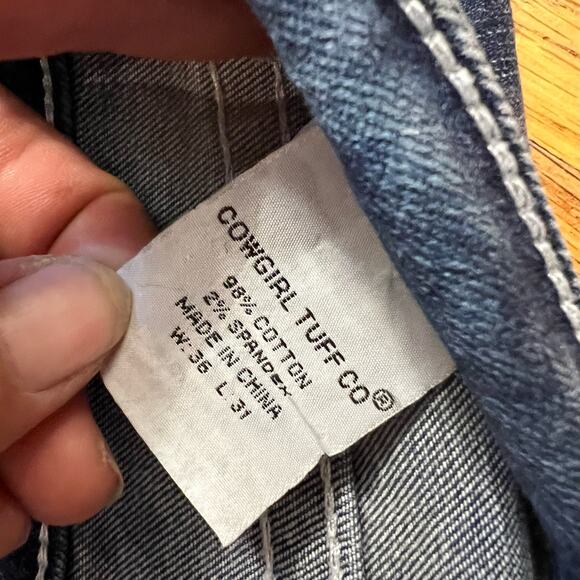 COWGIRL TUFF CO®
98% COTTON
2% SPANDEX
MADE IN CHINA
W:36 L:31